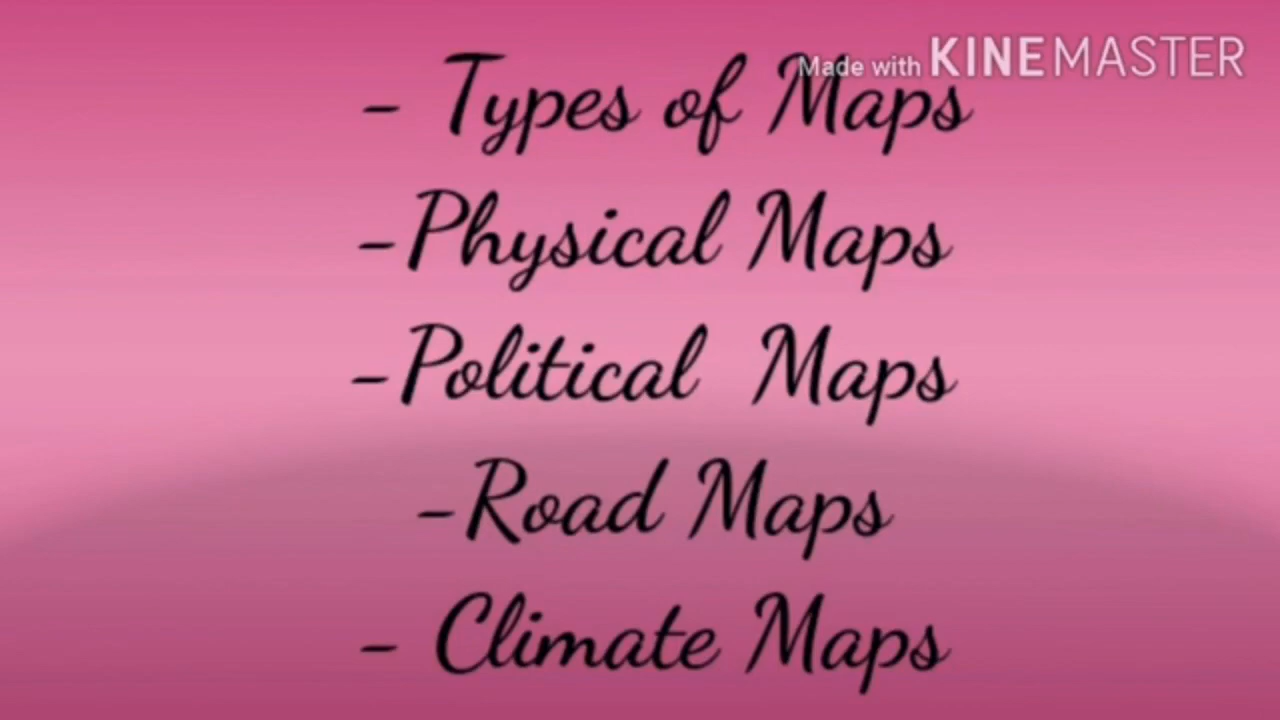 Made with KINEMASTER
- Types of Maps
-Physical Maps
-Political Maps
-Road Maps
- Climate Maps